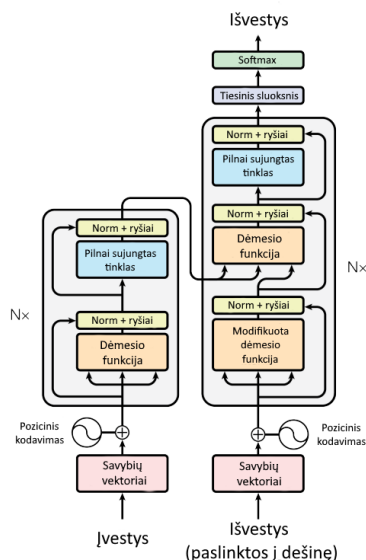 Išvestys
Softmax
Tiesinis sluoksnis
Norm + ryšiai
Pilnai sujungtas
tinklas
Norm + ryšiai
Dėmesio
funkcija
Nx
Norm + ryšiai
Modifikuota
dėmesio
funkcija
Norm + ryšiai
Pilnai sujungtas
tinklas
Nx
Norm + ryšiai
Dėmesio
funkcija
Pozicinis
kodavimas
Pozicinis
kodavimas
Savybių
vektoriai
Savybių
vektoriai
Įvestys
Išvestys
(paslinktos į dešinę)